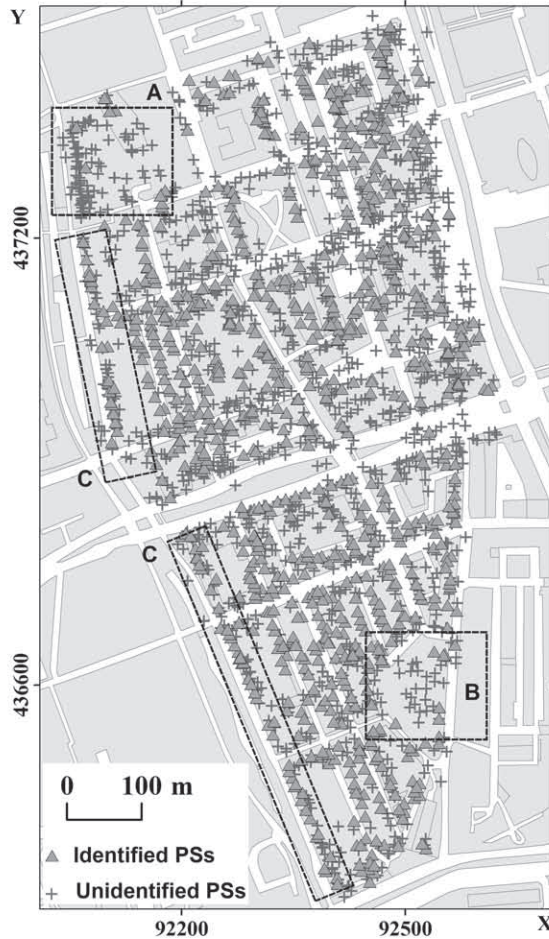 Y
A
437200
C
C
B
436600
0 100 m
Identified PSs
Unidentified PSs
92200 92500 X